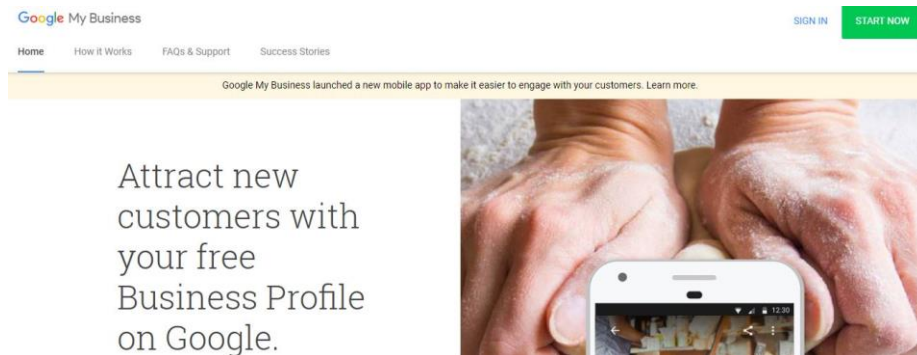 Google My Business
SIGN IN
START NOW
Home
How it Works
FAQs & Support
Success Stories
Google My Business launched a new mobile app to make it easier to engage with your customers. Learn more.
Attract new
customers with
your free
Business Profile
on Google.
12:30